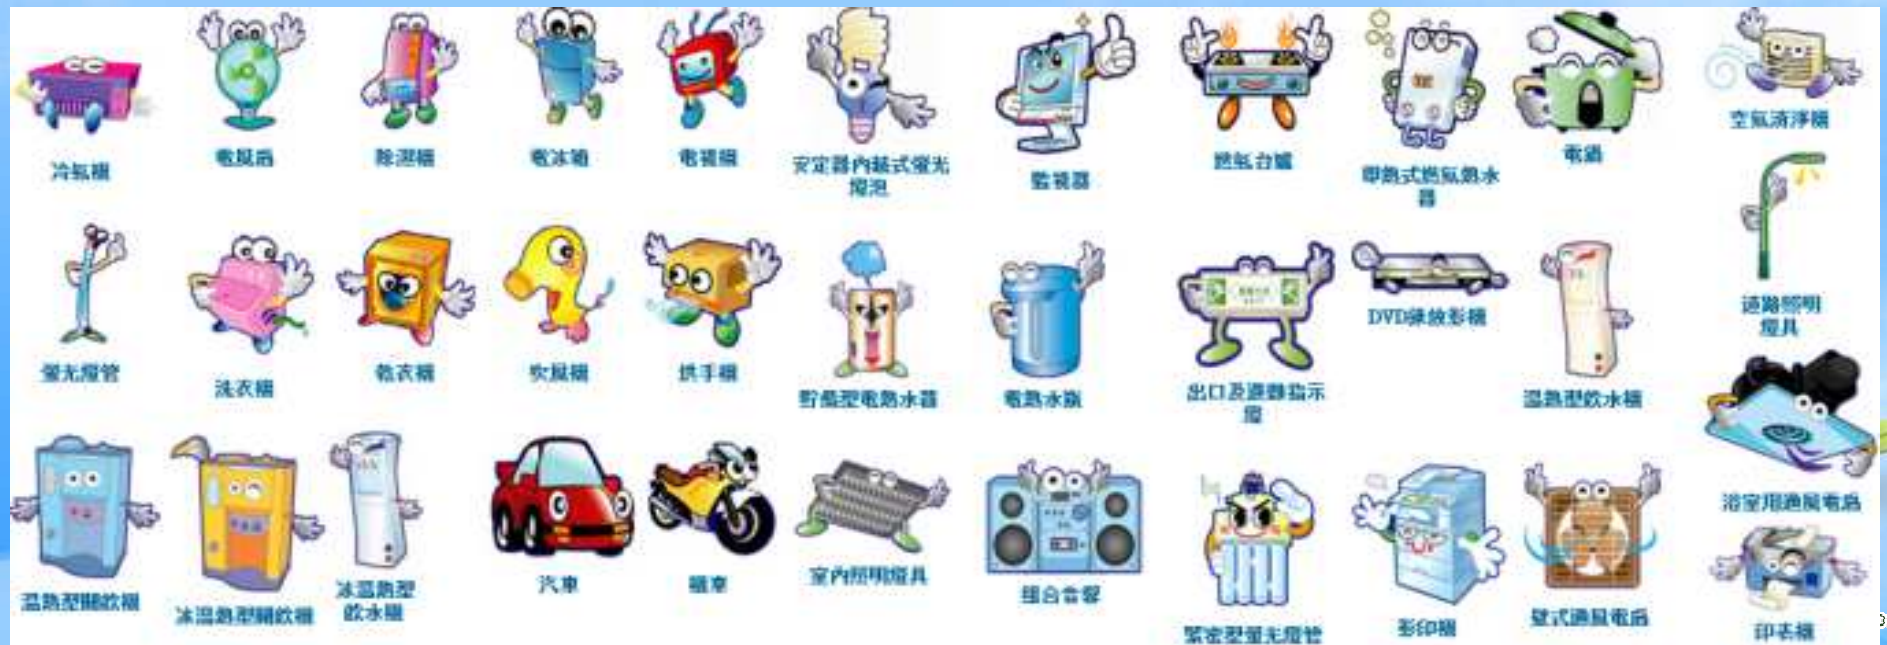 冷氣機
電風扇
除濕機
電冰箱
電視機
安定器內藏式螢光
燈泡
監視器
燃氣台爐
即熱式燃氣熱水
器
電鍋
空氣清淨機
螢光燈管
洗衣機
乾衣機
吹風機
烘手機
貯備型電熱水器
電熱水瓶
出口及避難指示
燈
DVD錄放影機
溫熱型飲水機
道路照明
燈具
溫熱型開飲機
冰溫熱型開飲機
冰溫熱型
飲水機
汽車
機車
室內照明燈具
組合音響
緊密型螢光燈管
影印機
壁式通風電扇
浴室用通風電扇
印表機